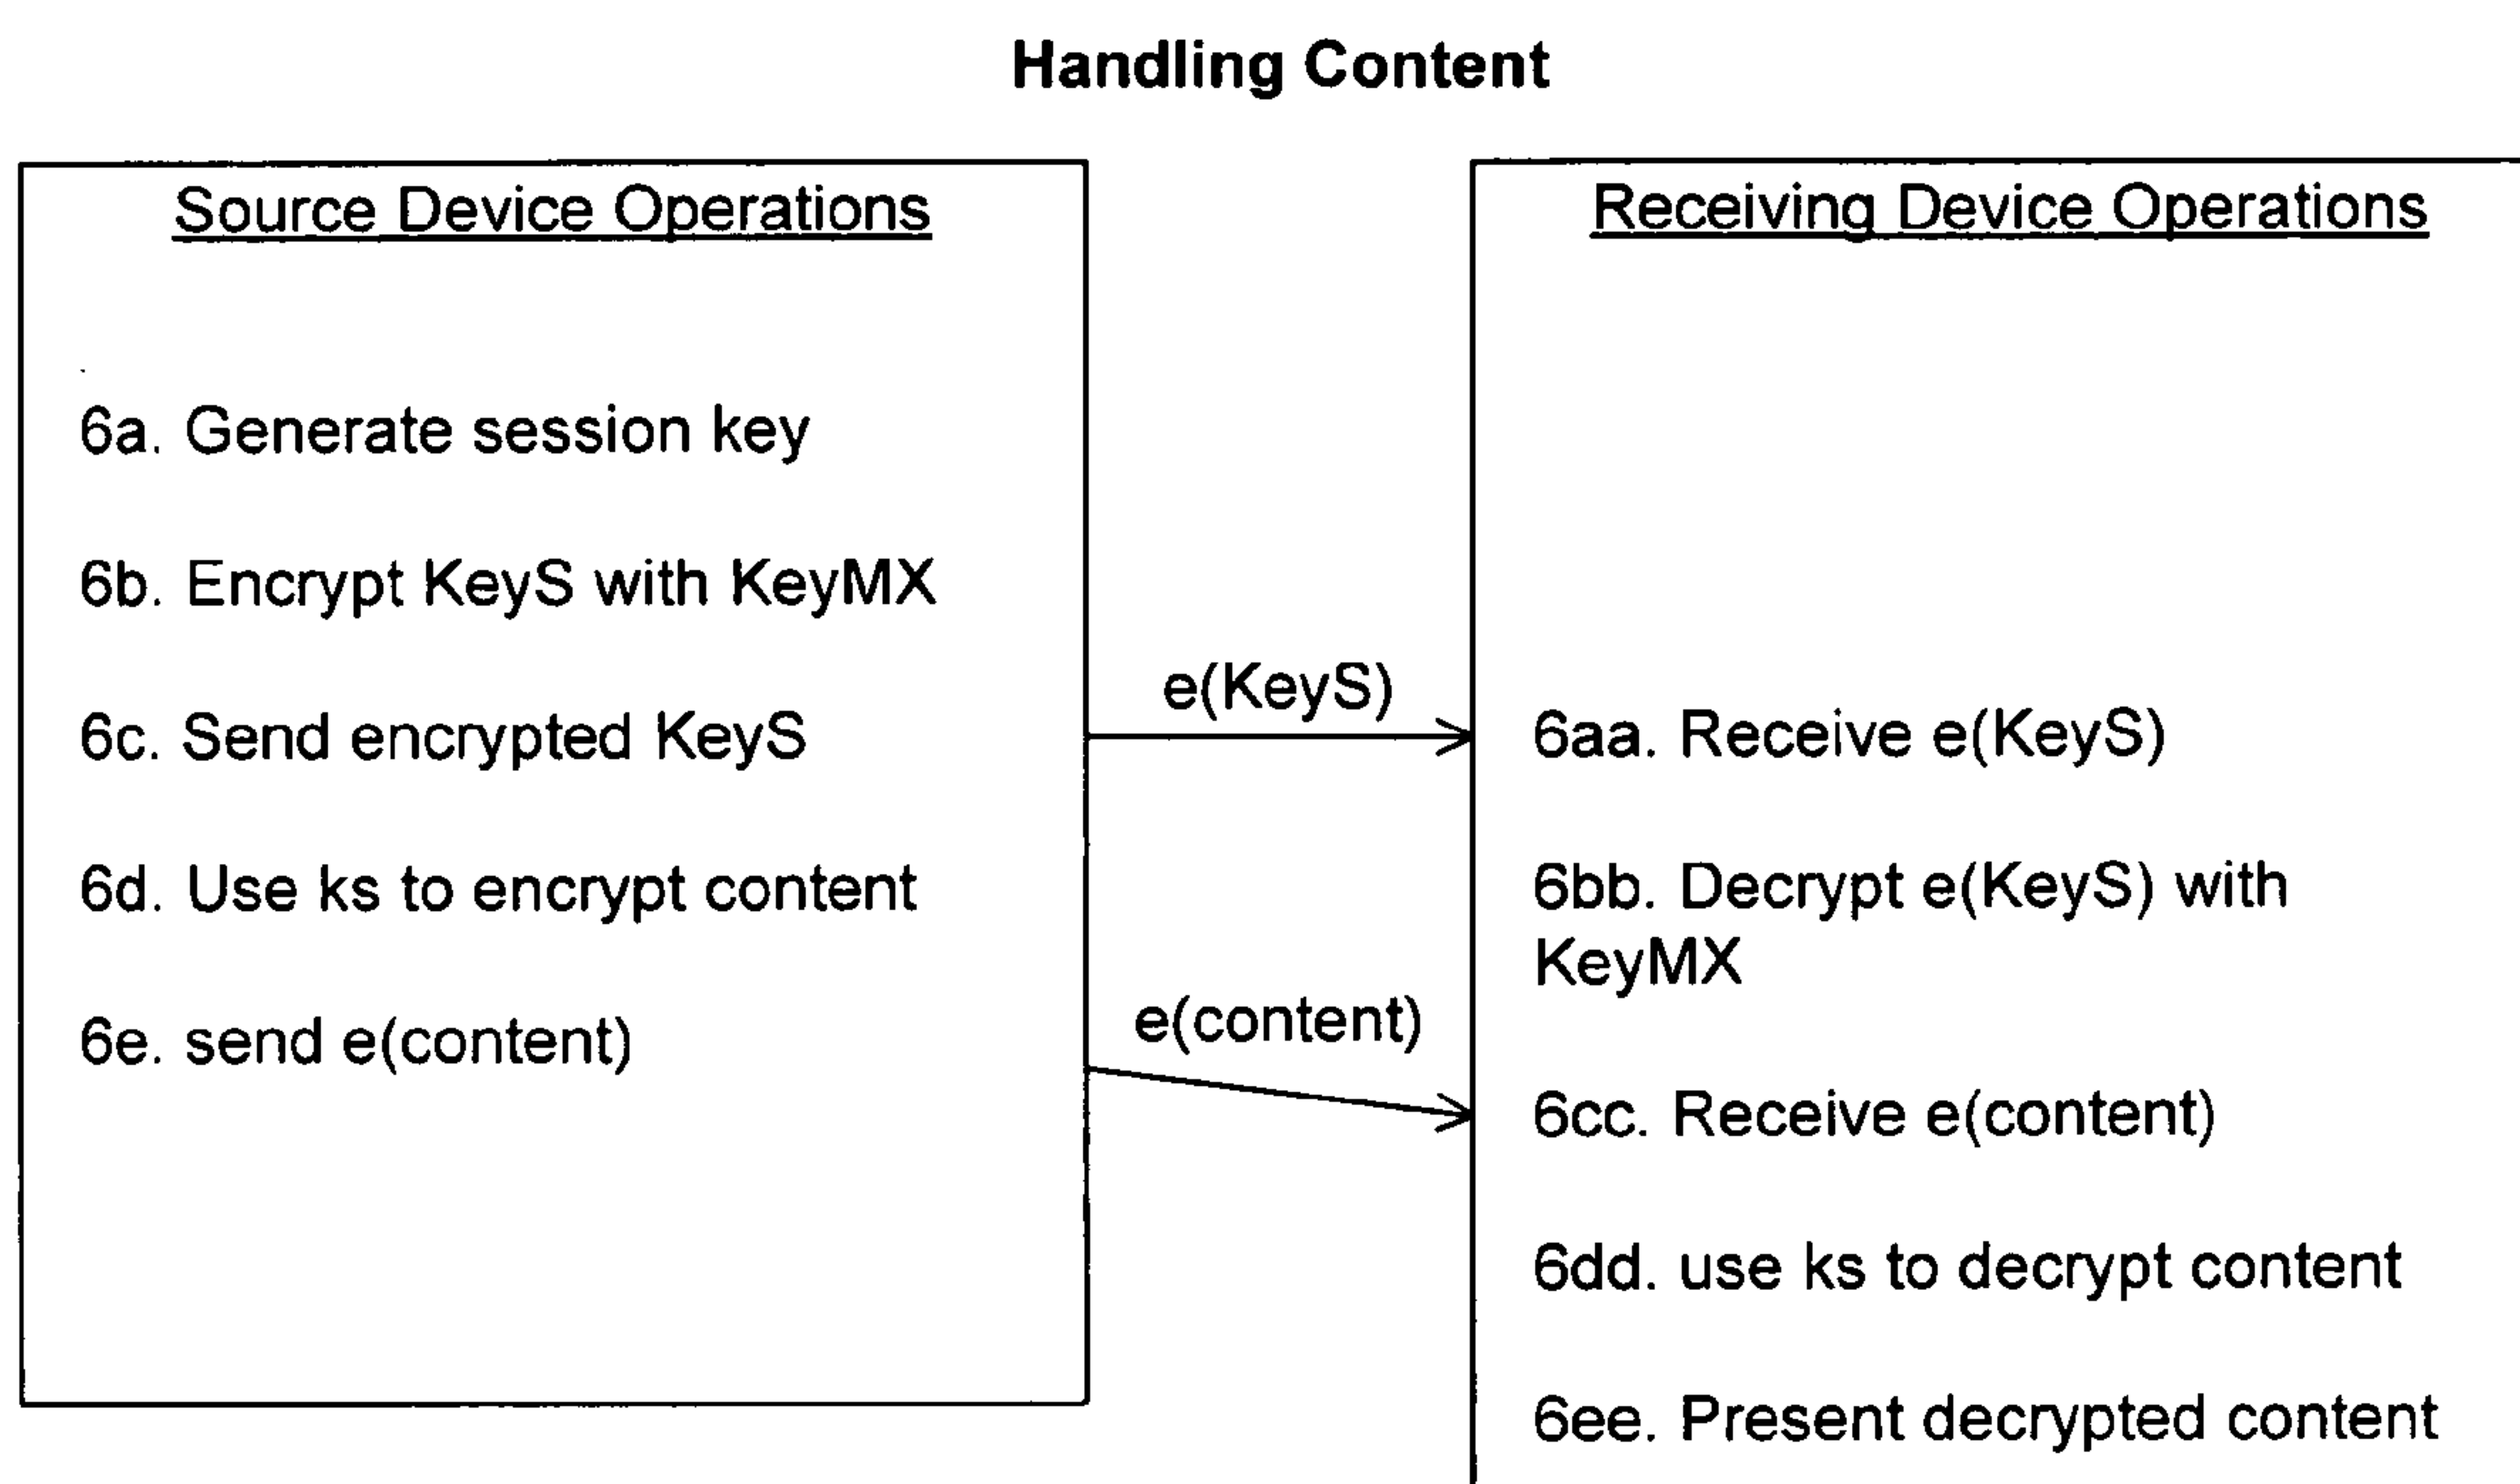 Handling Content
Source Device Operations
6a. Generate session key
6b. Encrypt KeyS with KeyMX
6c. Send encrypted KeyS
6d. Use ks to encrypt content
6e. send e(content)
e(KeyS)
e(content)
Receiving Device Operations
6aa. Receive e(KeyS)
6bb. Decrypt e(KeyS) with
KeyMX
6cc. Receive e(content)
6dd. use ks to decrypt content
6ee. Present decrypted content